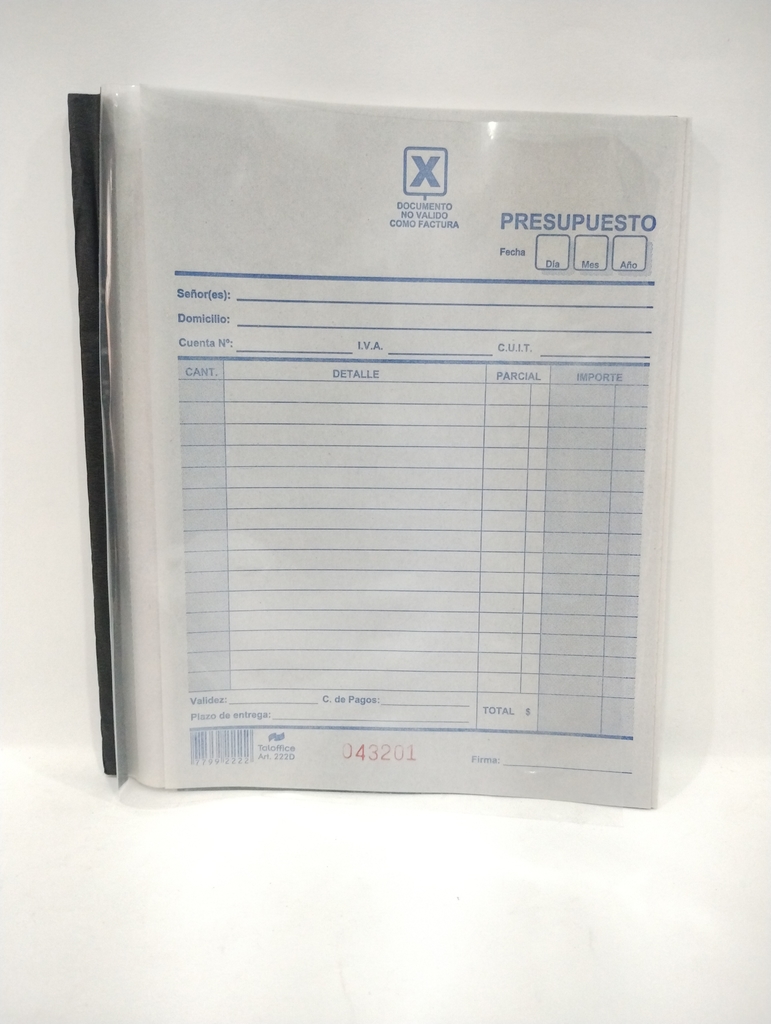 X
DOCUMENTO
NO VALIDO
COMO FACTURA
PRESUPUESTO
Fecha Día Mes Año
Señor(es):
Domicilio:
Cuenta Nº: I.V.A. C.U.I.T.
CANT. DETALLE PARCIAL IMPORTE
Validez: C. de Pagos:
Plazo de entrega:
TOTAL $
Taloffice
Art. 222D
043201
Firma: